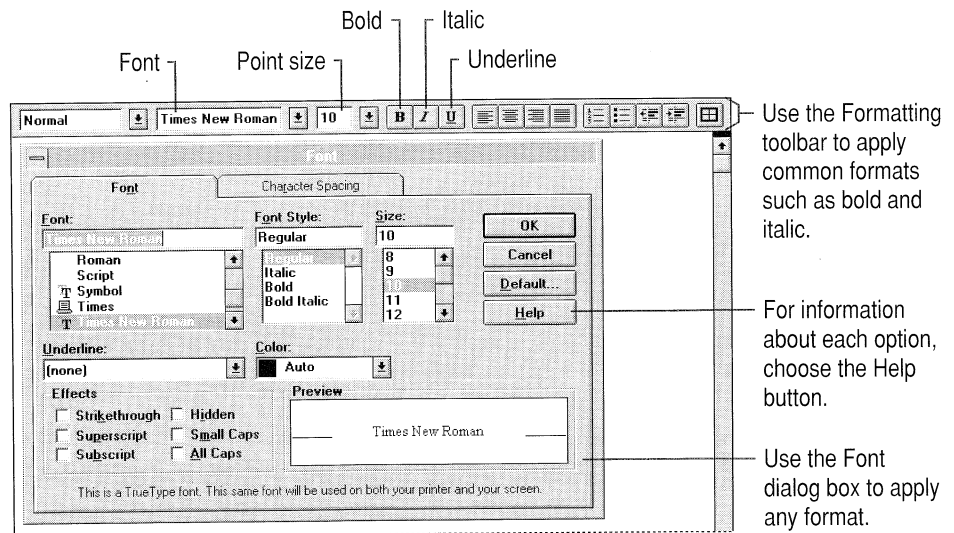 Bold
Italic
Font
Point size
Underline
Normal
Times New Roman
10
B I U
Use the Formatting
toolbar to apply
common formats
such as bold and
italic.
Font
Font
Character Spacing
Font:
Times New Roman
Roman
Script
Symbol
Times
Times New Roman
Font Style:
Regular
Regular
Italic
Bold
Bold Italic
Size:
10
8
9
10
11
12
OK
Cancel
Default...
Help
For information
about each option,
choose the Help
button.
Underline:
(none)
Color:
Auto
Effects
Strikethrough
Hidden
Superscript
Small Caps
Subscript
All Caps
Preview
Times New Roman
This is a TrueType font. This same font will be used on both your printer and your screen.
Use the Font
dialog box to apply
any format.